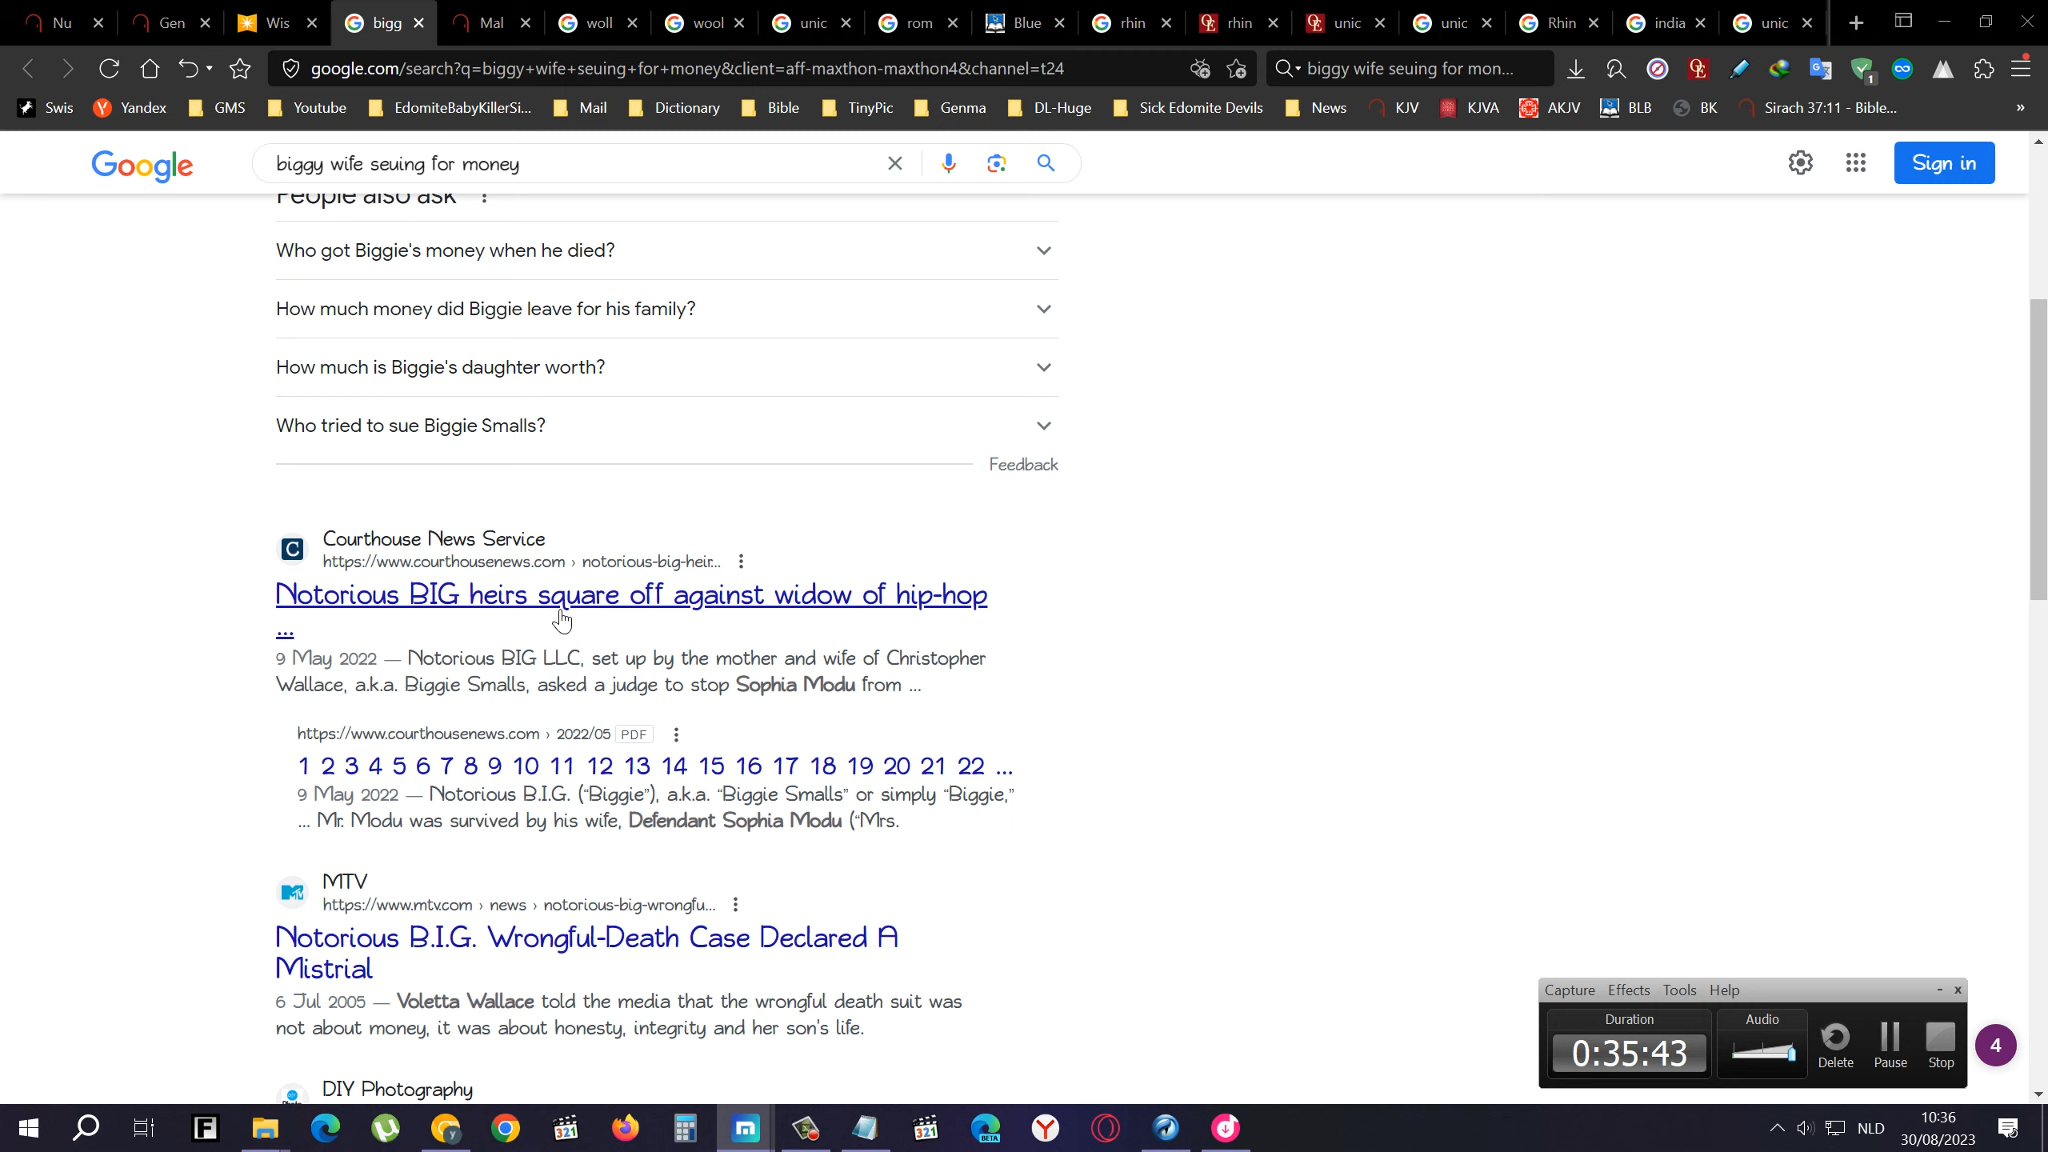 Nu
Gen
Wis
bigg
Mal
woll
wool
unic
rom
Blue
rhin
rhin
unic
unic
Rhin
india
unic
google.com/search?q=biggy+wife+seuing+for+money&client=aff-maxthon-maxthon4&channel=t24
biggy wife seuing for mon...
Swis
Yandex
GMS
Youtube
EdomiteBabyKillerSi...
Mail
Dictionary
Bible
TinyPic
Genma
DL-Huge
Sick Edomite Devils
News
KJV
KJVA
AKJV
BLB
BK
Sirach 37:11 - Bible...
Google
biggy wife seuing for money
Sign in
People also ask
Who got Biggie's money when he died?
How much money did Biggie leave for his family?
How much is Biggie's daughter worth?
Who tried to sue Biggie Smalls?
Feedback
Courthouse News Service
https://www.courthousenews.com › notorious-big-heir...
Notorious BIG heirs square off against widow of hip-hop
...
9 May 2022 — Notorious BIG LLC, set up by the mother and wife of Christopher
Wallace, a.k.a. Biggie Smalls, asked a judge to stop Sophia Modu from ...
https://www.courthousenews.com › 2022/05 PDF
1 2 3 4 5 6 7 8 9 10 11 12 13 14 15 16 17 18 19 20 21 22 ...
9 May 2022 — Notorious B.I.G. (“Biggie”), a.k.a. “Biggie Smalls” or simply “Biggie,”
... Mr. Modu was survived by his wife, Defendant Sophia Modu (“Mrs.
MTV
https://www.mtv.com › news › notorious-big-wrongfu...
Notorious B.I.G. Wrongful-Death Case Declared A
Mistrial
6 Jul 2005 — Voletta Wallace told the media that the wrongful death suit was
not about money, it was about honesty, integrity and her son's life.
DIY Photography
Capture Effects Tools Help
Duration
0:35:43
Audio
Delete
Pause
Stop
4
NLD
10:36
30/08/2023